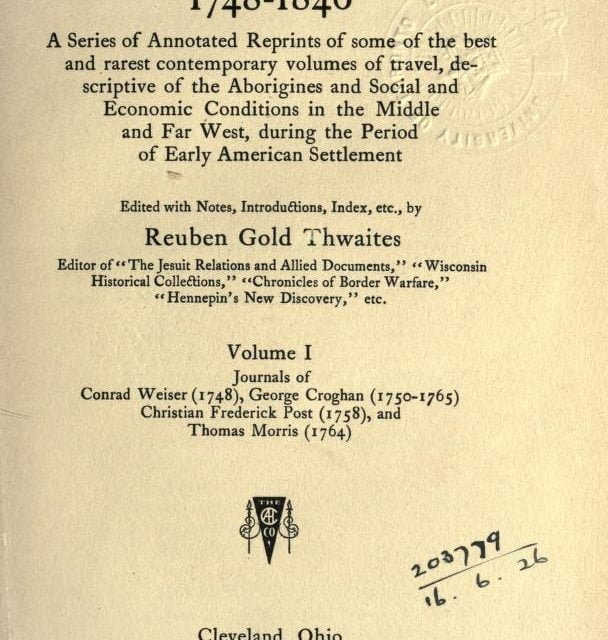 1748-1846
A Series of Annotated Reprints of some of the best
and rarest contemporary volumes of travel, de-
scriptive of the Aborigines and Social and
Economic Conditions in the Middle
and Far West, during the Period
of Early American Settlement
Edited with Notes, Introductions, Index, etc., by
Reuben Gold Thwaites
Editor of "The Jesuit Relations and Allied Documents," "Wisconsin
Historical Collections," "Chronicles of Border Warfare,"
"Hennepin's New Discovery," etc.
Volume I
Journals of
Conrad Weiser (1748), George Croghan (1750-1765)
Christian Frederick Post (1758), and
Thomas Morris (1764)
THE
AHC
CO
203779
16. 6. 26
Cleveland, Ohio